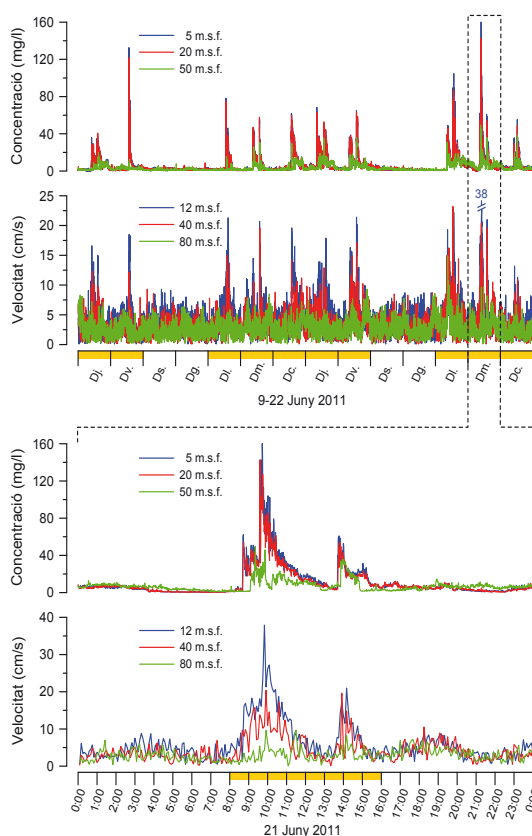 Concentració (mg/l)
160
120
80
40
0
5 m.s.f.
20 m.s.f.
50 m.s.f.
Velocitat (cm/s)
25
20
15
10
5
0
12 m.s.f.
40 m.s.f.
80 m.s.f.
38
Dj. Dv. Ds. Dg. Dl. Dm. Dc. Dj. Dv. Ds. Dg. Dl. Dm. Dc.
9-22 Juny 2011
Concentració (mg/l)
160
120
80
40
0
5 m.s.f.
20 m.s.f.
50 m.s.f.
Velocitat (cm/s)
40
30
20
10
0
12 m.s.f.
40 m.s.f.
80 m.s.f.
0:00 1:00 2:00 3:00 4:00 5:00 6:00 7:00 8:00 9:00 10:00 11:00 12:00 13:00 14:00 15:00 16:00 17:00 18:00 19:00 20:00 21:00 22:00 23:00
21 Juny 2011